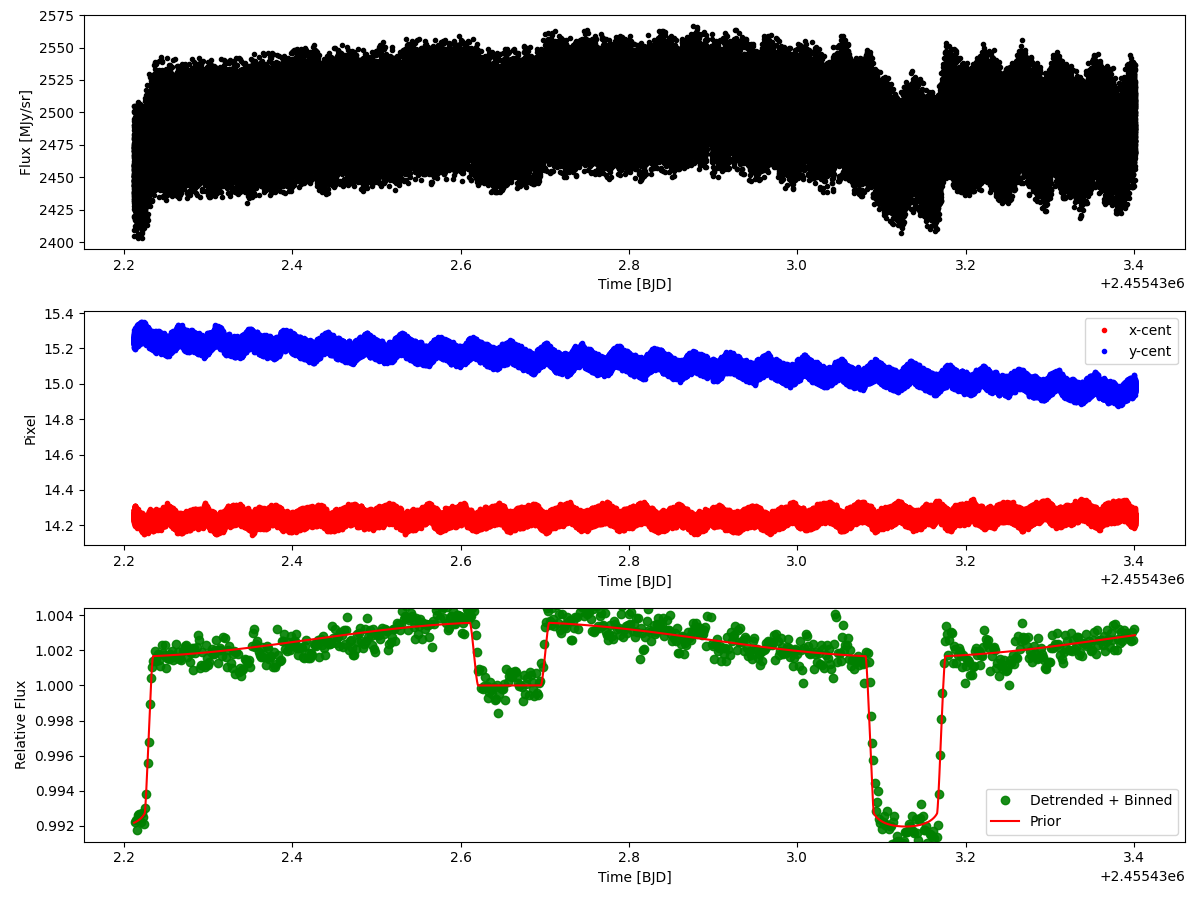 2575
2550
2525
2500
2475
2450
2425
2400
Flux [MJy/sr]
2.2 2.4 2.6 2.8 3.0 3.2 3.4
Time [BJD]
+2.45543e6
15.4
15.2
15.0
14.8
14.6
14.4
14.2
Pixel
x-cent
y-cent
2.2 2.4 2.6 2.8 3.0 3.2 3.4
Time [BJD]
+2.45543e6
1.004
1.002
1.000
0.998
0.996
0.994
0.992
Relative Flux
Detrended + Binned
Prior
2.2 2.4 2.6 2.8 3.0 3.2 3.4
Time [BJD]
+2.45543e6